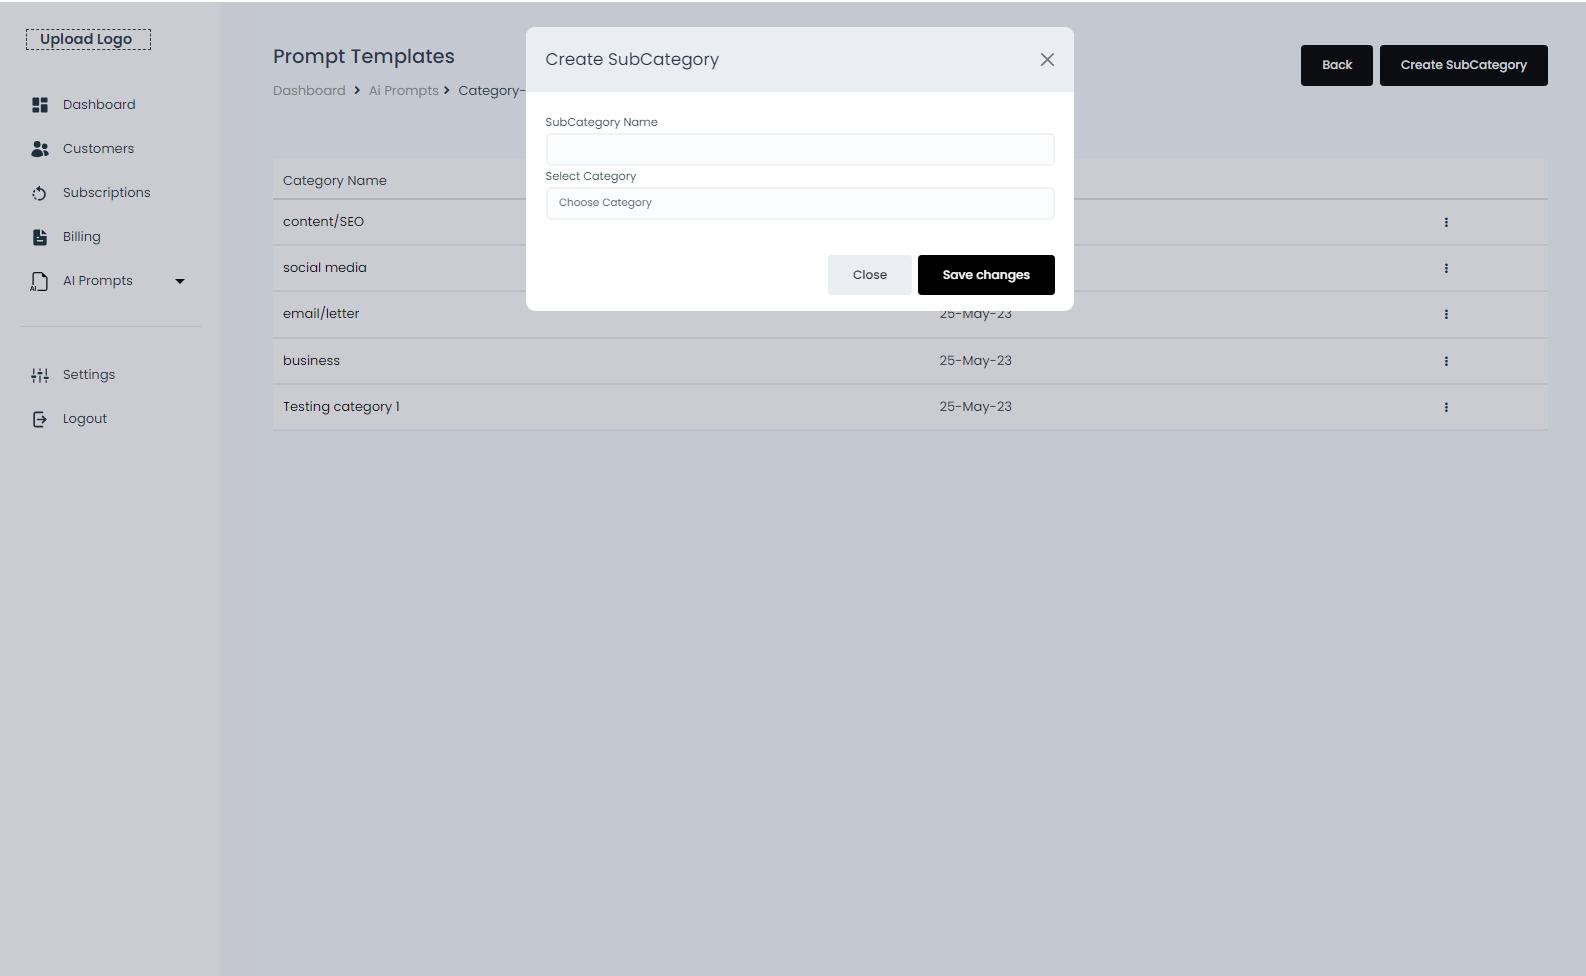 Upload Logo
Dashboard
Customers
Subscriptions
Billing
AI Prompts
Settings
Logout
Prompt Templates
Dashboard > Ai Prompts > Category-
Back
Create SubCategory
Category Name
content/SEO
social media
email/letter 25-May-23
business 25-May-23
Testing category 1 25-May-23
Create SubCategory
SubCategory Name
Select Category
Choose Category
Close
Save changes